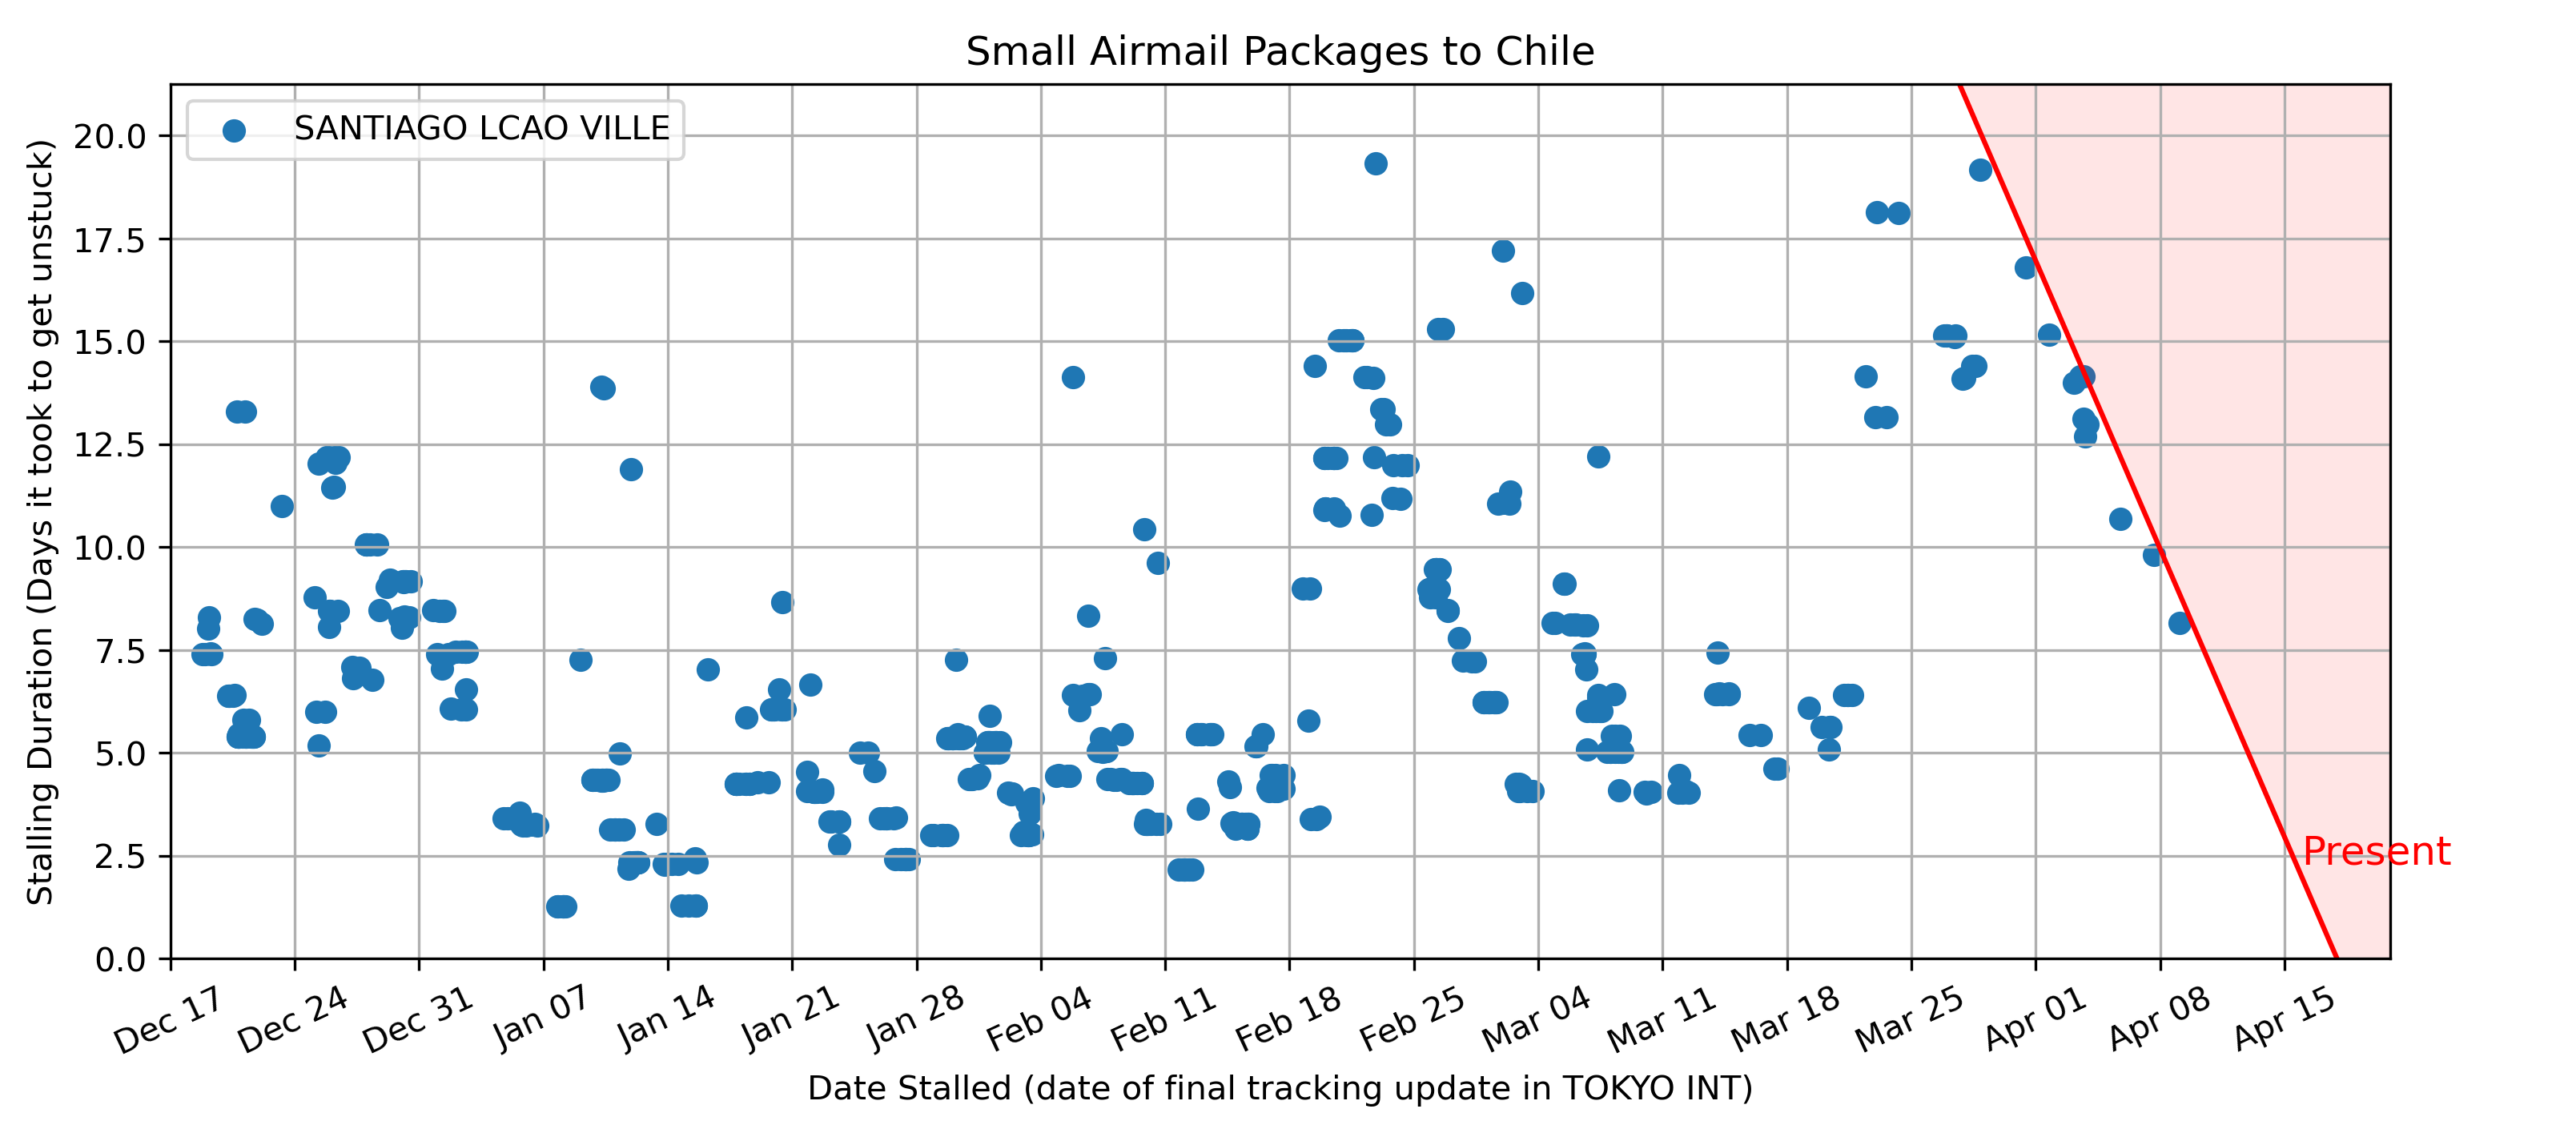 Small Airmail Packages to Chile
SANTIAGO LCAO VILLE
Stalling Duration (Days it took to get unstuck)
20.0
17.5
15.0
12.5
10.0
7.5
5.0
2.5
0.0
Present
Dec 17
Dec 24
Dec 31
Jan 07
Jan 14
Jan 21
Jan 28
Feb 04
Feb 11
Feb 18
Feb 25
Mar 04
Mar 11
Mar 18
Mar 25
Apr 01
Apr 08
Apr 15
Date Stalled (date of final tracking update in TOKYO INT)